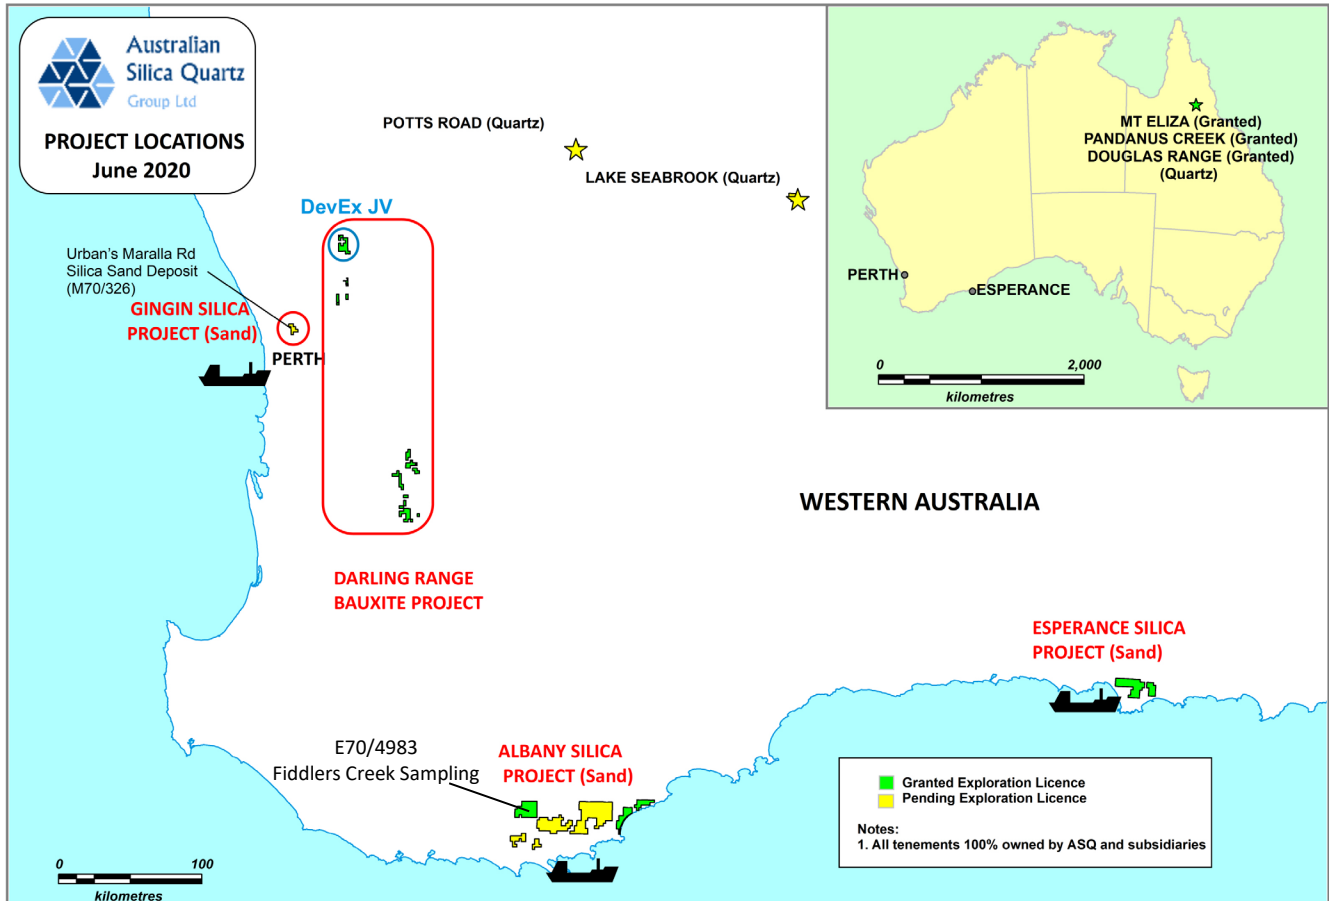 Australian
Silica Quartz
Group Ltd
PROJECT LOCATIONS
June 2020
POTTS ROAD (Quartz)
LAKE SEABROOK (Quartz)
DevEx JV
Urban's Maralla Rd
Silica Sand Deposit
(M70/326)
GINGIN SILICA
PROJECT (Sand)
PERTH
DARLING RANGE
BAUXITE PROJECT
WESTERN AUSTRALIA
ESPERANCE SILICA
PROJECT (Sand)
E70/4983
Fiddlers Creek Sampling
ALBANY SILICA
PROJECT (Sand)
0 100
kilometres
MT ELIZA (Granted)
PANDANUS CREEK (Granted)
DOUGLAS RANGE (Granted)
(Quartz)
PERTH
ESPERANCE
0 2,000
kilometres
Granted Exploration Licence
Pending Exploration Licence
Notes:
1. All tenements 100% owned by ASQ and subsidiaries